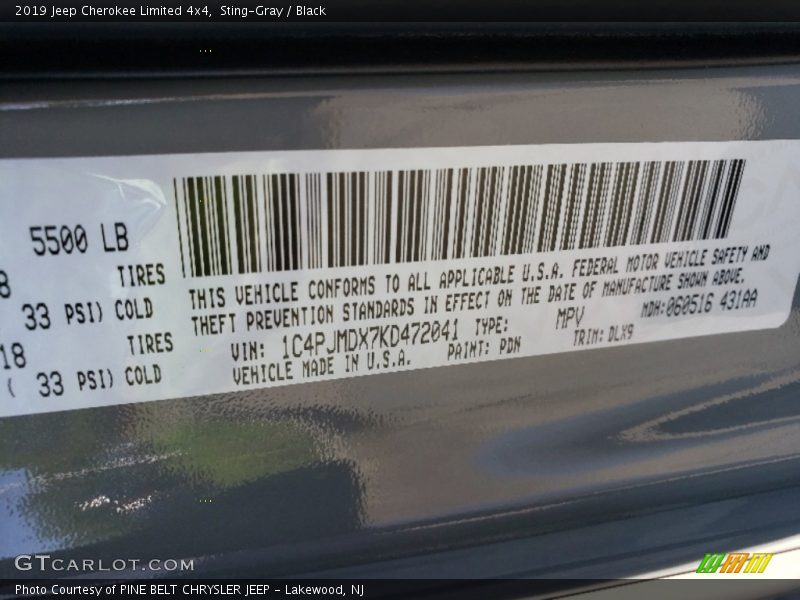 2019 Jeep Cherokee Limited 4x4, Sting-Gray / Black
5500 LB
8 TIRES
33 PSI) COLD
18 TIRES
( 33 PSI) COLD
THIS VEHICLE CONFORMS TO ALL APPLICABLE U.S.A. FEDERAL MOTOR VEHICLE SAFETY AND
THEFT PREVENTION STANDARDS IN EFFECT ON THE DATE OF MANUFACTURE SHOWN ABOVE.
VIN: 1C4PJMDX7KD472041 TYPE: MPV MDH:060516 431AA
VEHICLE MADE IN U.S.A. PAINT: PDN TRIM: DLX9
GTCARLOT.COM
Photo Courtesy of PINE BELT CHRYSLER JEEP - Lakewood, NJ